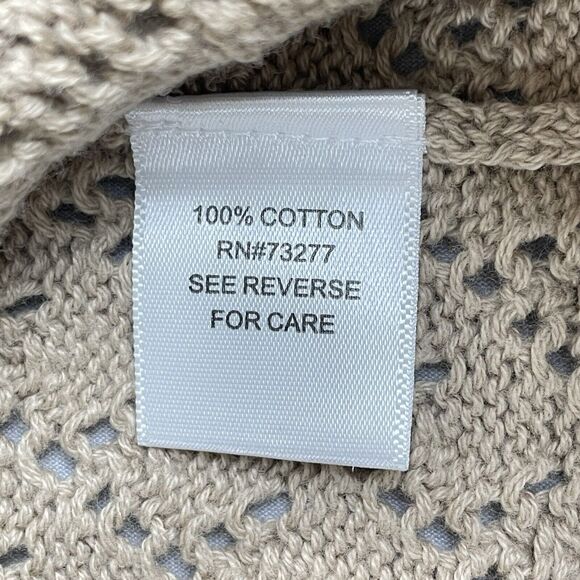 100% COTTON
RN#73277
SEE REVERSE
FOR CARE